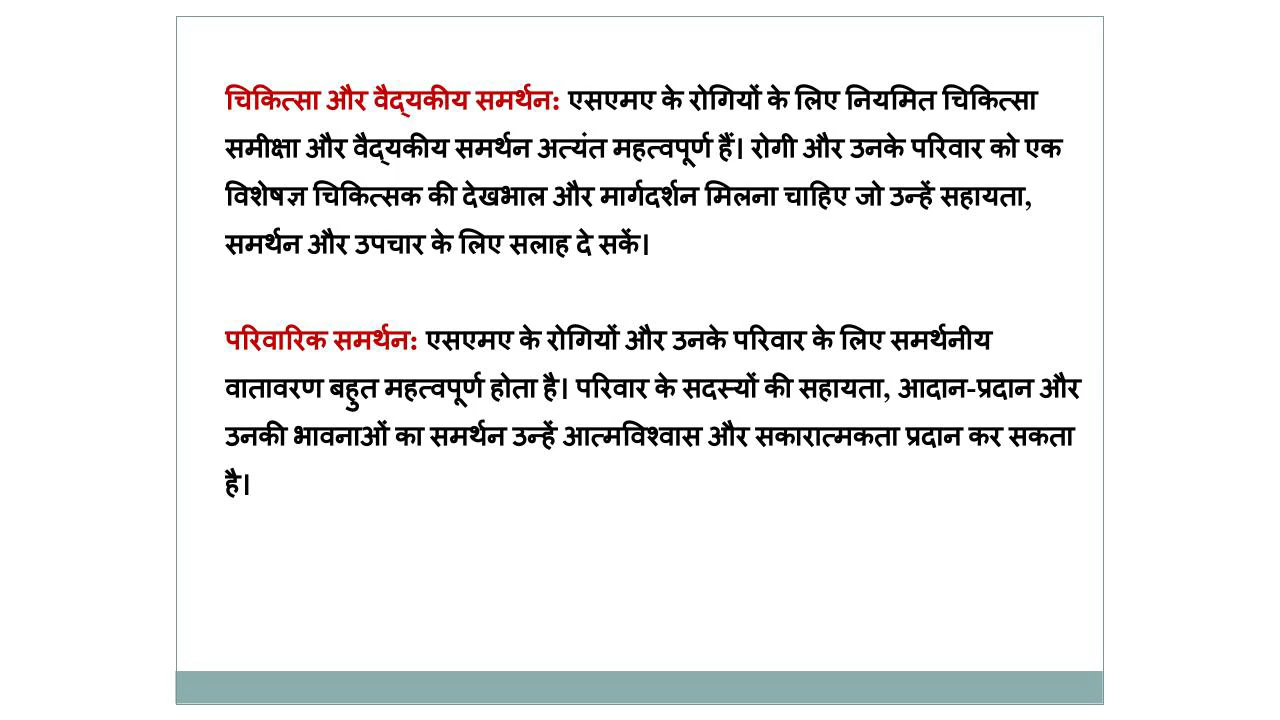 चिकित्सा और वैद्यकीय समर्थन: एसएमए के रोगियों के लिए नियमित चिकित्सा
समीक्षा और वैद्यकीय समर्थन अत्यंत महत्वपूर्ण हैं। रोगी और उनके परिवार को एक
विशेषज्ञ चिकित्सक की देखभाल और मार्गदर्शन मिलना चाहिए जो उन्हें सहायता,
समर्थन और उपचार के लिए सलाह दे सकें।
परिवारिक समर्थन: एसएमए के रोगियों और उनके परिवार के लिए समर्थनीय
वातावरण बहुत महत्वपूर्ण होता है। परिवार के सदस्यों की सहायता, आदान-प्रदान और
उनकी भावनाओं का समर्थन उन्हें आत्मविश्वास और सकारात्मकता प्रदान कर सकता
है।